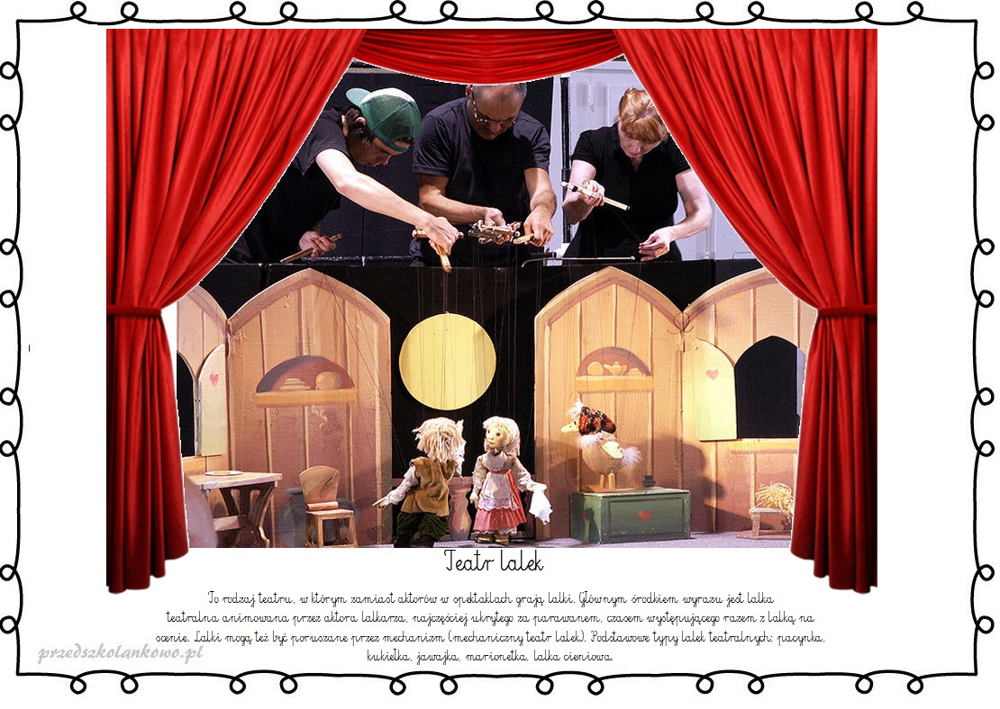 Teatr lalek
To rodzaj teatru, w którym zamiast aktorów w spektaklach grają lalki. Głównym środkiem wyrazu jest lalka
teatralna animowana przez aktora lalkarza, najczęściej ukrytego za parawanem, czasem występującego razem z lalką na
scenie. Lalki mogą też być poruszane przez mechanizm (mechaniczny teatr lalek). Podstawowe typy lalek teatralnych: pacynka,
kukiełka, jawajka, marionetka, lalka cieniowa.
przedszkolankowo.pl